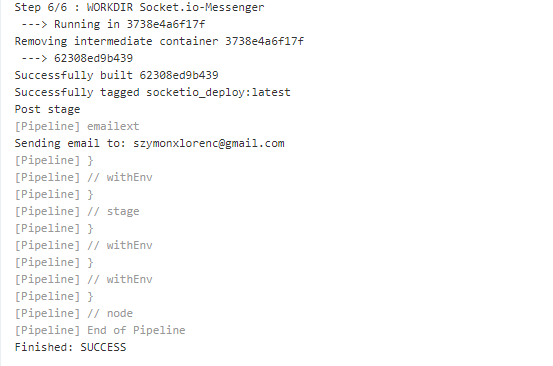 Step 6/6 : WORKDIR Socket.io-Messenger
---> Running in 3738e4a6f17f
Removing intermediate container 3738e4a6f17f
---> 62308ed9b439
Successfully built 62308ed9b439
Successfully tagged socketio_deploy:latest
Post stage
[Pipeline] emailext
Sending email to: szymonxlorenc@gmail.com
[Pipeline] }
[Pipeline] // withEnv
[Pipeline] }
[Pipeline] // stage
[Pipeline] }
[Pipeline] // withEnv
[Pipeline] }
[Pipeline] // withEnv
[Pipeline] }
[Pipeline] // node
[Pipeline] End of Pipeline
Finished: SUCCESS